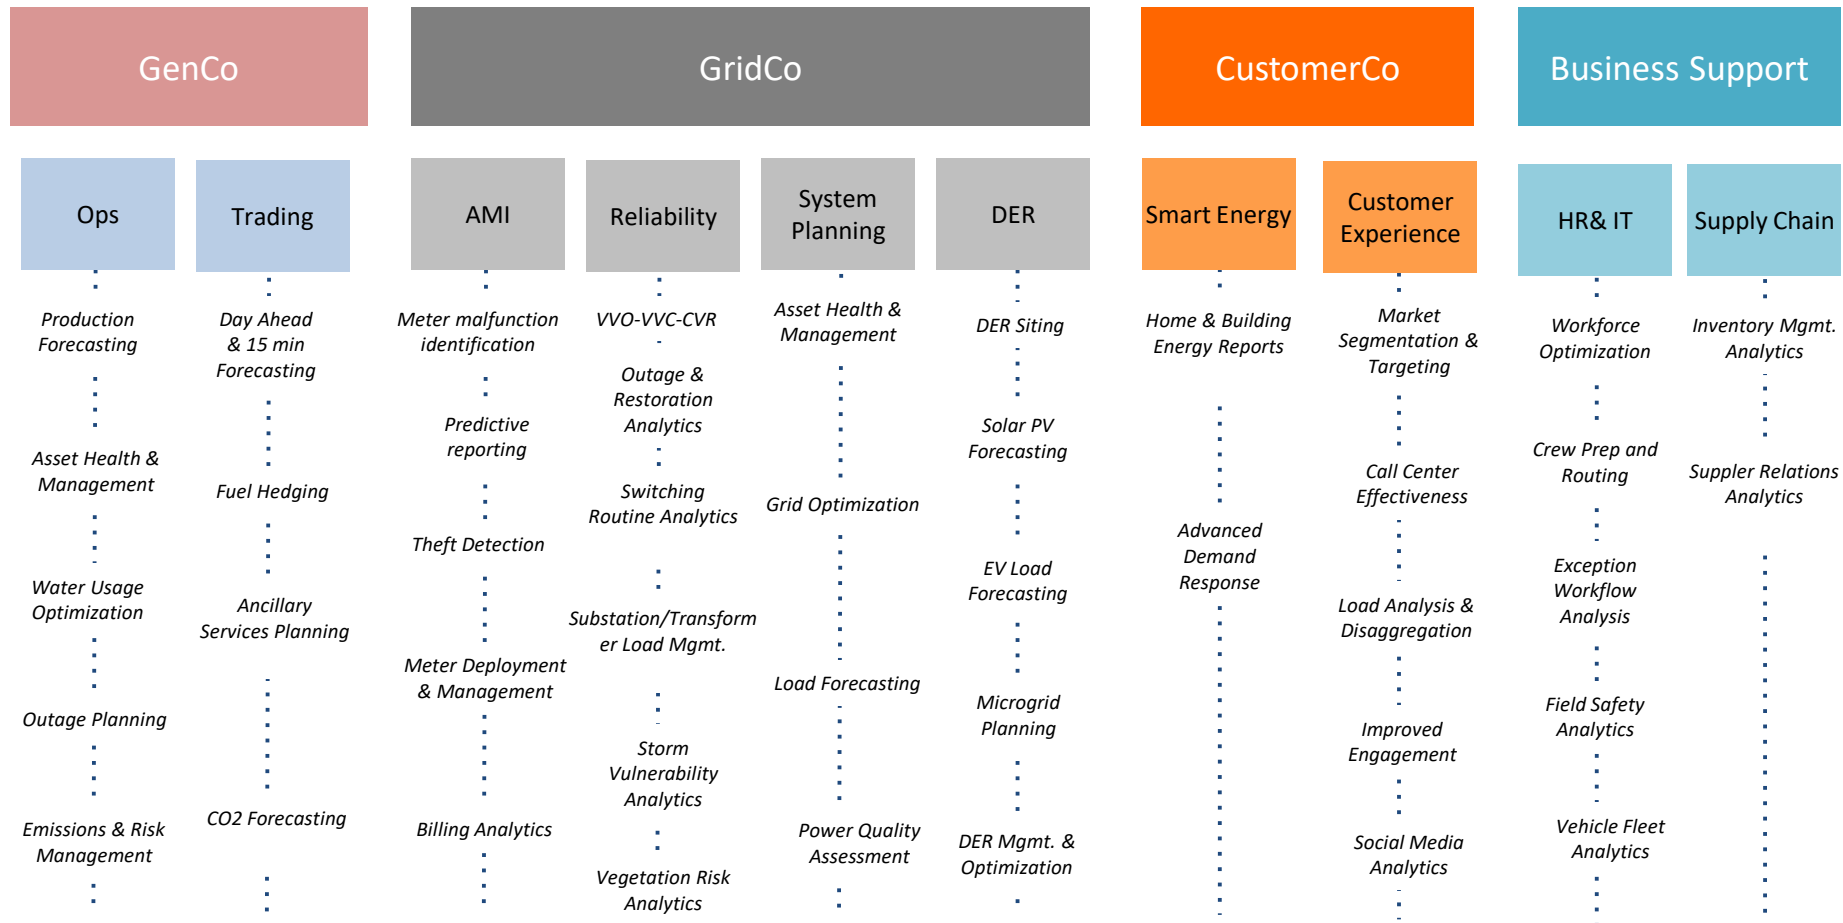 GenCo
GridCo
CustomerCo
Business Support
Ops
Trading
AMI
Reliability
System
Planning
DER
Smart Energy
Customer
Experience
HR& IT
Supply Chain
Production
Forecasting
Asset Health &
Management
Water Usage
Optimization
Outage Planning
Emissions & Risk
Management
Day Ahead
& 15 min
Forecasting
Fuel Hedging
Ancillary
Services Planning
CO2 Forecasting
Meter malfunction
identification
Predictive
reporting
Theft Detection
Meter Deployment
& Management
Billing Analytics
VVO-VVC-CVR
Outage &
Restoration
Analytics
Switching
Routine Analytics
Substation/Transform
er Load Mgmt.
Storm
Vulnerability
Analytics
Vegetation Risk
Analytics
Asset Health &
Management
Grid Optimization
Load Forecasting
Power Quality
Assessment
DER Siting
Solar PV
Forecasting
EV Load
Forecasting
Microgrid
Planning
DER Mgmt. &
Optimization
Home & Building
Energy Reports
Advanced
Demand
Response
Market
Segmentation &
Targeting
Call Center
Effectiveness
Load Analysis &
Disaggregation
Improved
Engagement
Social Media
Analytics
Workforce
Optimization
Crew Prep and
Routing
Exception
Workflow
Analysis
Field Safety
Analytics
Vehicle Fleet
Analytics
Inventory Mgmt.
Analytics
Suppler Relations
Analytics